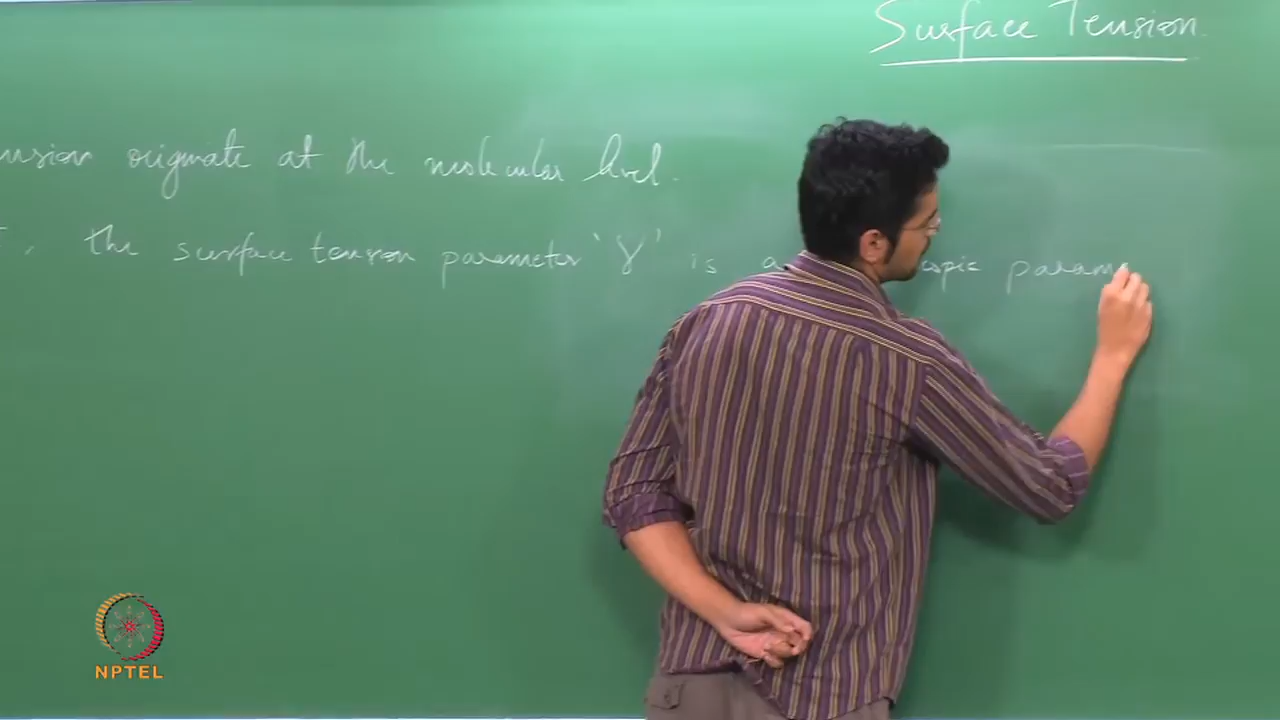 Surface Tension
originate at the molecular level.
, the surface tension parameter 'γ' is a
NPTEL